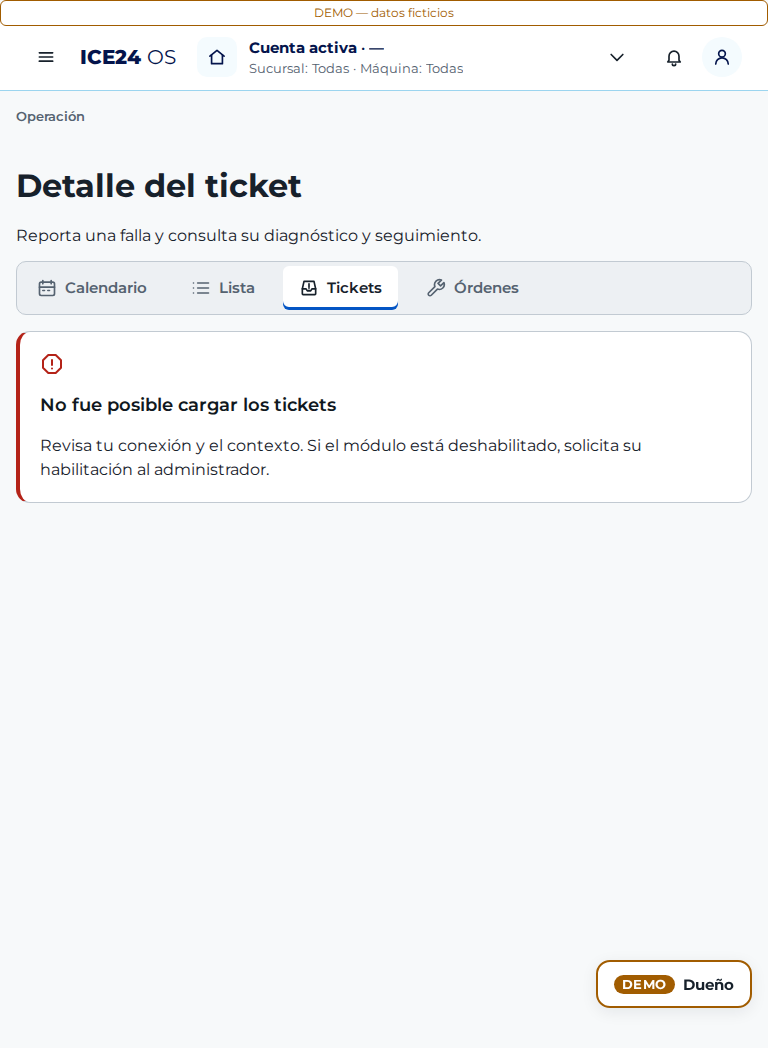 DEMO — datos ficticios
ICE24 OS
Cuenta activa · —
Sucursal: Todas · Máquina: Todas
Operación
Detalle del ticket
Reporta una falla y consulta su diagnóstico y seguimiento.
Calendario
Lista
Tickets
Órdenes
No fue posible cargar los tickets
Revisa tu conexión y el contexto. Si el módulo está deshabilitado, solicita su
habilitación al administrador.
DEMO Dueño